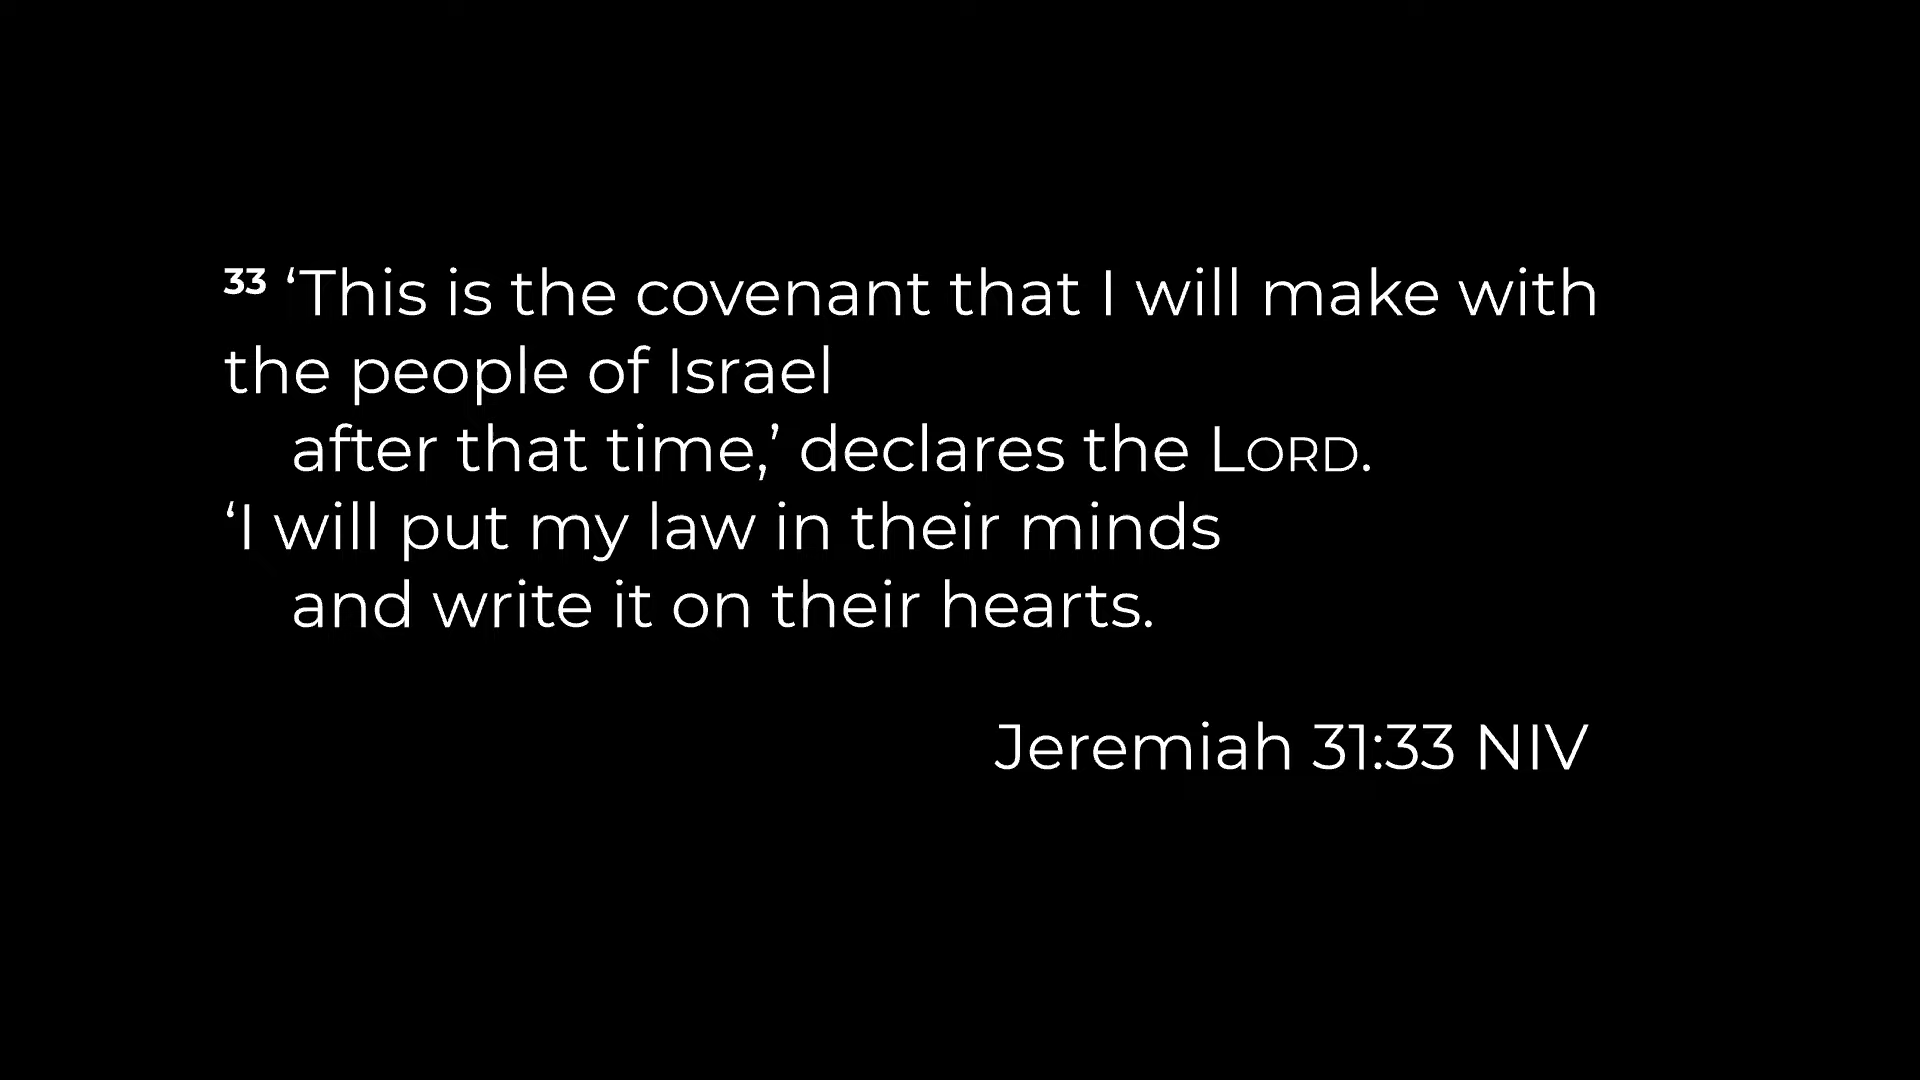 33 ‘This is the covenant that I will make with
the people of Israel
after that time,’ declares the LORD.
‘I will put my law in their minds
and write it on their hearts.
Jeremiah 31:33 NIV